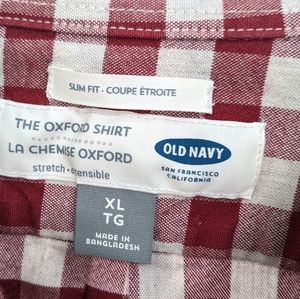 SLIM FIT · COUPE ÉTROITE
THE OXFORD SHIRT
LA CHEMISE OXFORD
stretch · extensible
OLD NAVY
SAN FRANCISCO
CALIFORNIA
XL
TG
MADE IN
BANGLADESH